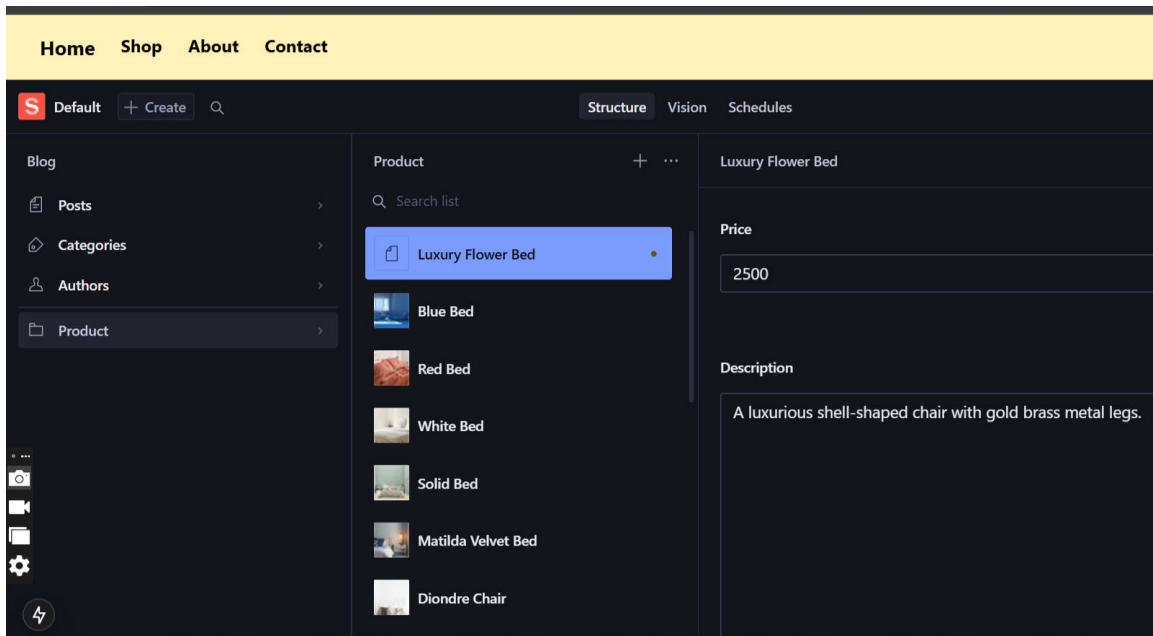 Home Shop About Contact
S Default + Create Structure Vision Schedules
Blog
Posts
Categories
Authors
Product
Product
Search list
Luxury Flower Bed
Blue Bed
Red Bed
White Bed
Solid Bed
Matilda Velvet Bed
Diondre Chair
Luxury Flower Bed
Price
2500
Description
A luxurious shell-shaped chair with gold brass metal legs.